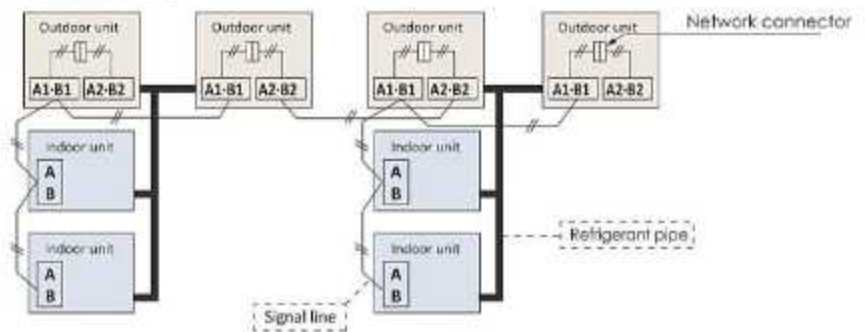 Network connector
Outdoor unit
A1·B1 A2·B2
Outdoor unit
A1·B1 A2·B2
Outdoor unit
A1·B1 A2·B2
Outdoor unit
A1·B1 A2·B2
Indoor unit
A
B
Indoor unit
A
B
Indoor unit
A
B
Indoor unit
A
B
Refrigerant pipe
Signal line